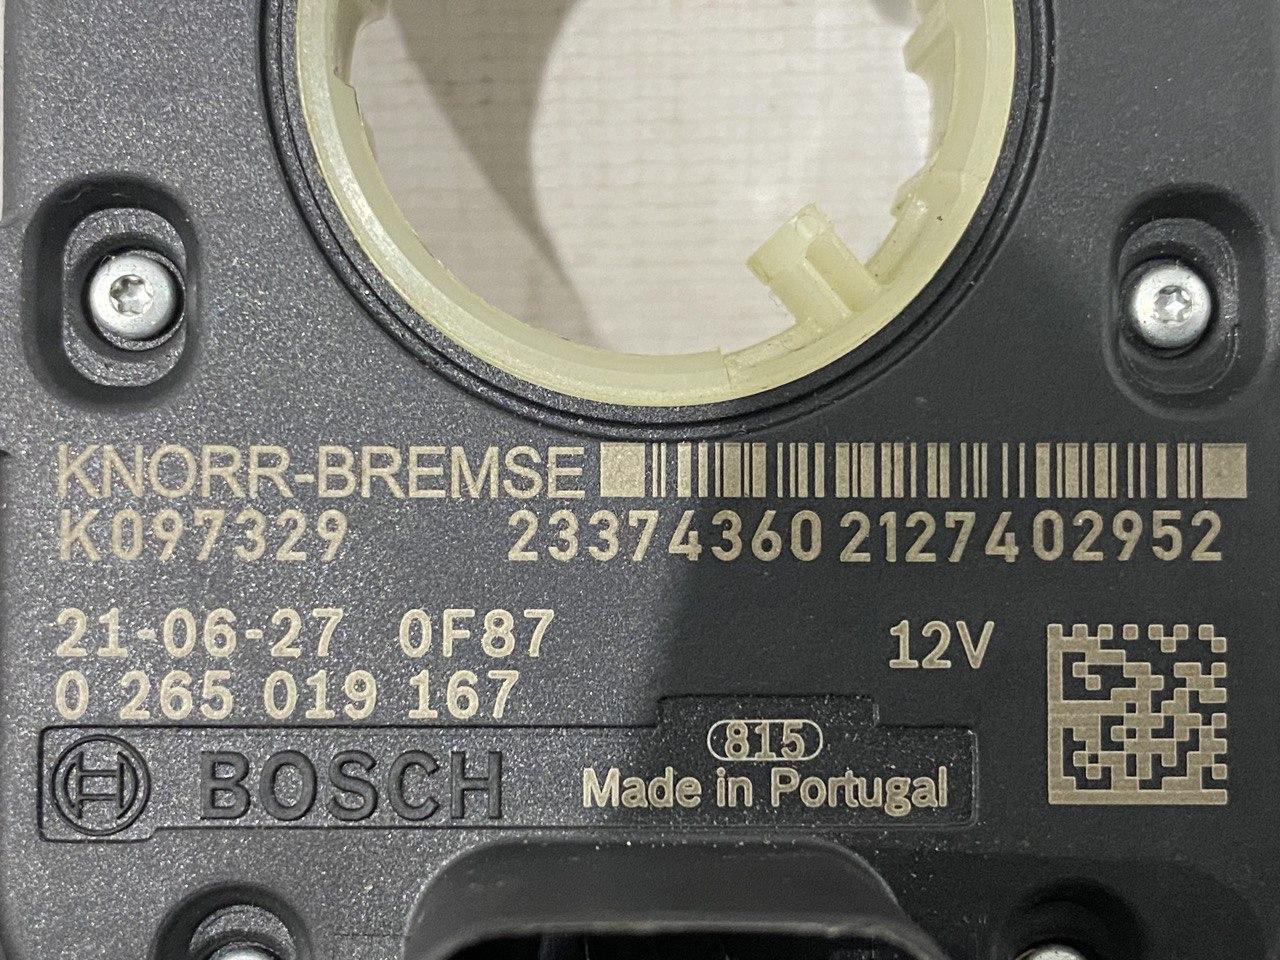 KNORR-BREMSE
K097329 23374360 2127402952
21-06-27 0F87 12V
0 265 019 167
815
BOSCH Made in Portugal